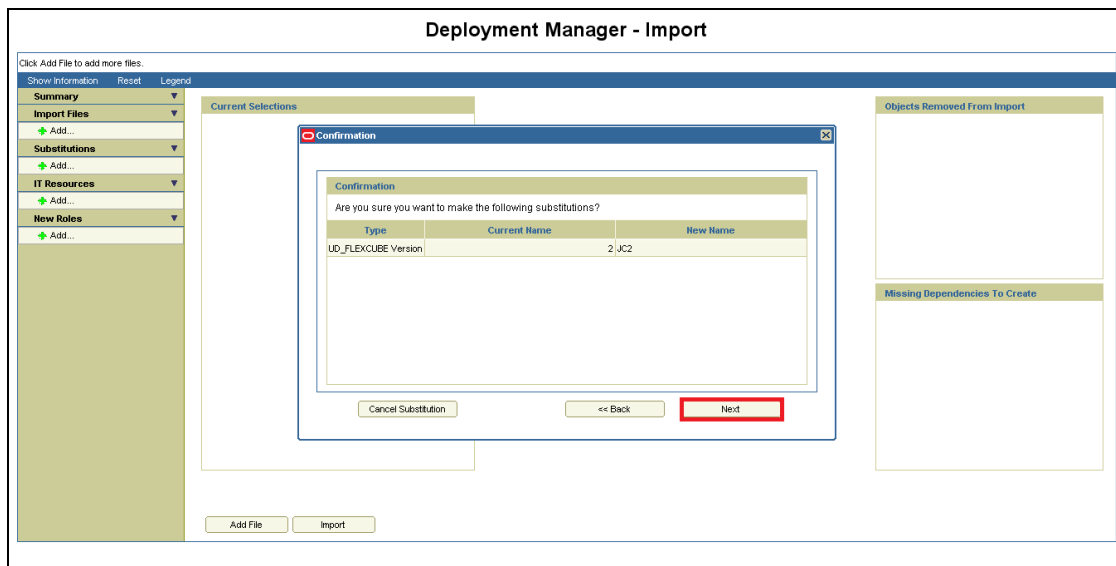 Deployment Manager - Import
Click Add File to add more files.
Show Information Reset Legend
Summary
Import Files
Add...
Substitutions
Add...
IT Resources
Add...
New Roles
Add...
Current Selections
Confirmation
Confirmation
Are you sure you want to make the following substitutions?
Type Current Name New Name
UD_FLEXCUBE Version 2 JC2
Cancel Substitution << Back Next
Objects Removed From Import
Missing Dependencies To Create
Add File Import